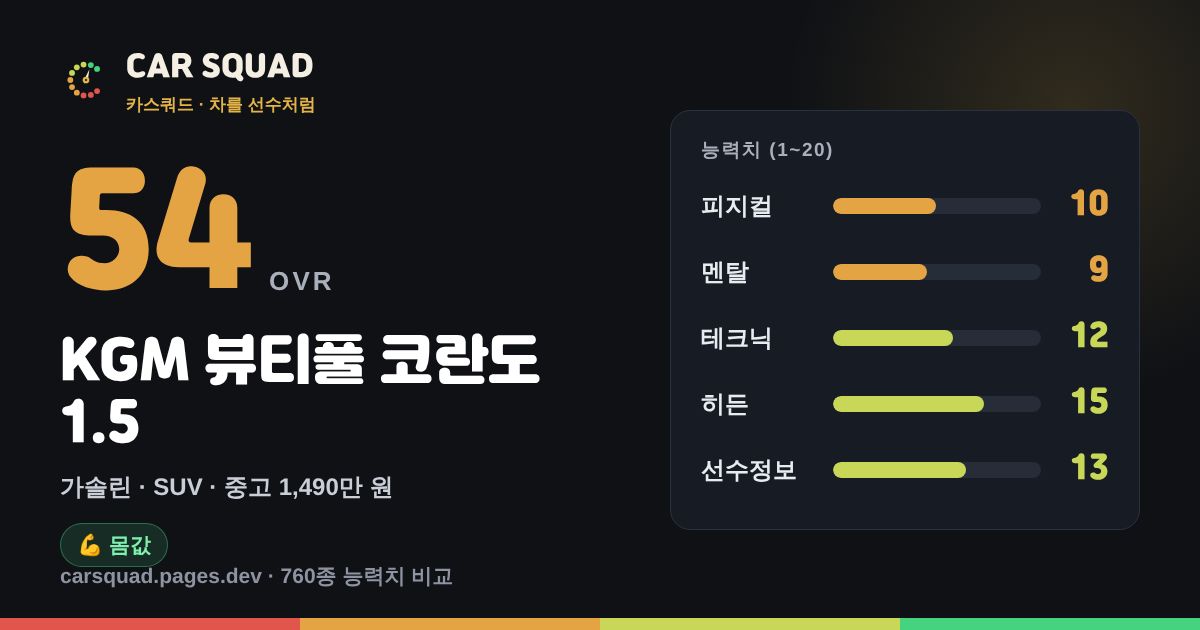 CAR SQUAD
카스쿼드 · 차를 선수처럼
54 OVR
KGM 뷰티풀 코란도
1.5
가솔린 · SUV · 중고 1,490만 원
💪 몸값
carsquad.pages.dev · 760종 능력치 비교
능력치 (1~20)
피지컬 10
멘탈 9
테크닉 12
히든 15
선수정보 13